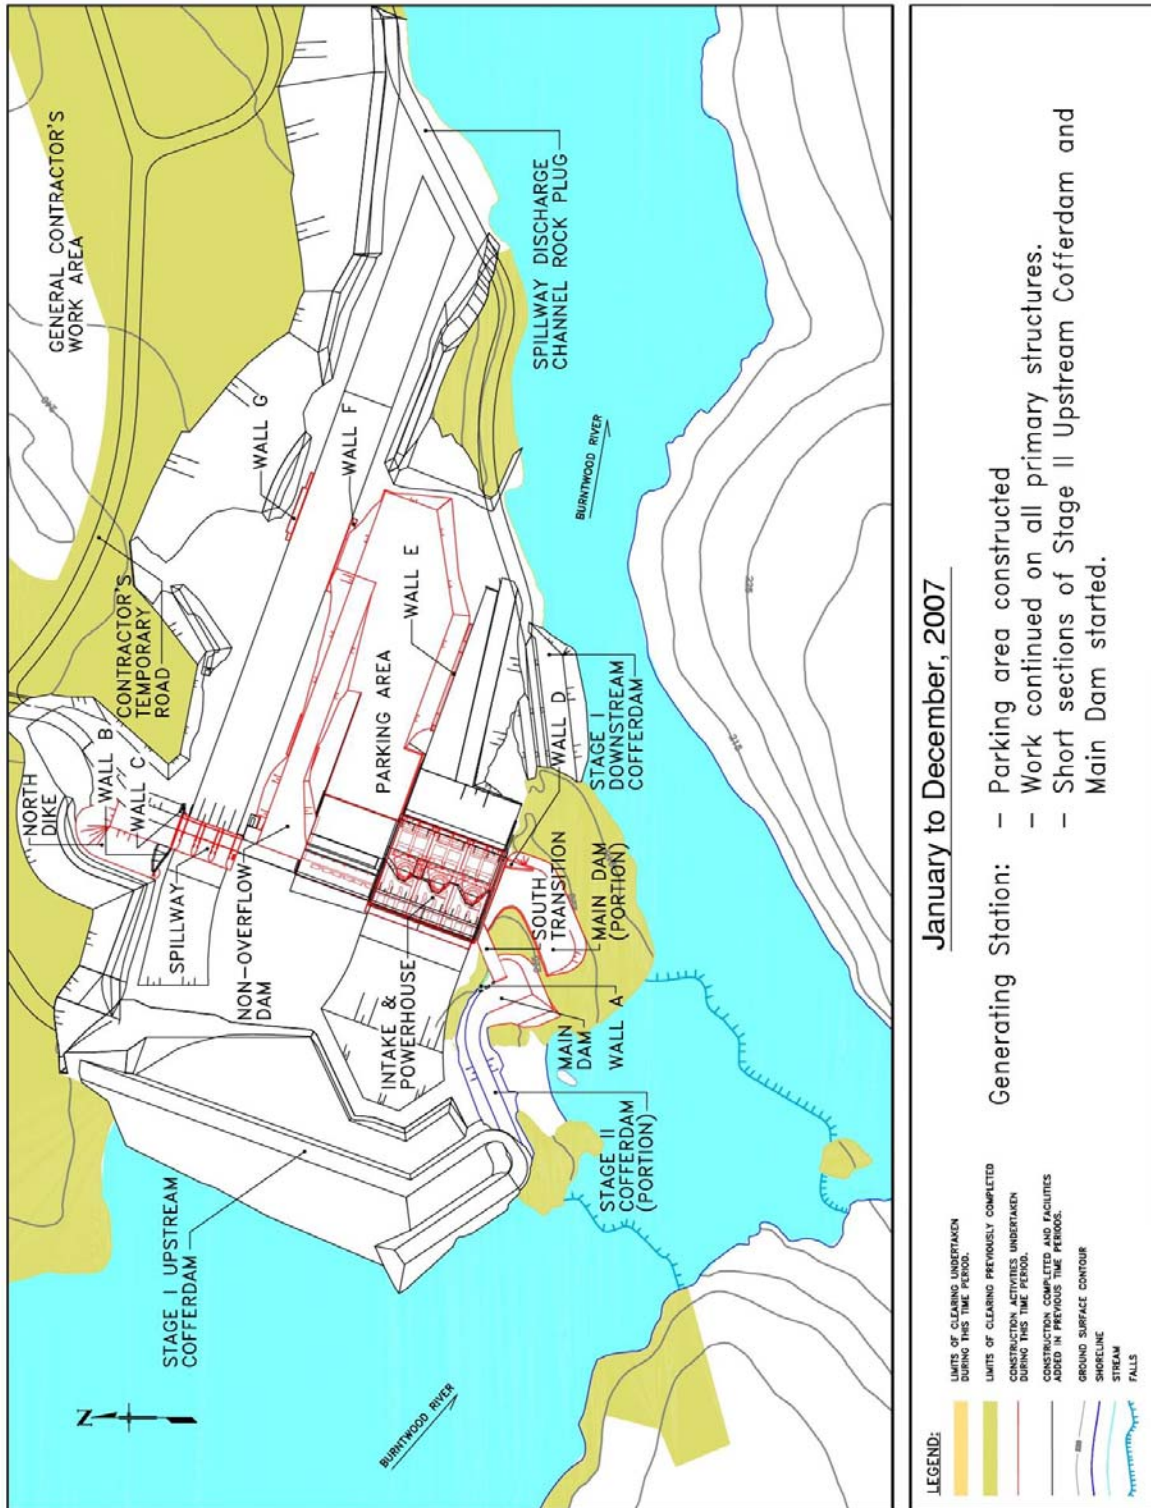 GENERAL CONTRACTOR'S
WORK AREA
WALL G
CONTRACTOR'S
TEMPORARY
ROAD
WALL F
NORTH
DIKE
WALL B
WALL C
SPILLWAY
NON-OVERFLOW
DAM
PARKING AREA
WALL E
SPILLWAY DISCHARGE
CHANNEL ROCK PLUG
BURNTWOOD RIVER
WALL D
STAGE I
DOWNSTREAM
COFFERDAM
INTAKE &
POWERHOUSE
SOUTH
TRANSITION
MAIN DAM
(PORTION)
MAIN
DAM
WALL A
STAGE II
COFFERDAM
(PORTION)
STAGE I UPSTREAM
COFFERDAM
N
BURNTWOOD RIVER
240
January to December, 2007
Generating Station: - Parking area constructed
- Work continued on all primary structures.
- Short sections of Stage II Upstream Cofferdam and
Main Dam started.
LEGEND:
LIMITS OF CLEARING UNDERTAKEN
DURING THIS TIME PERIOD.
LIMITS OF CLEARING PREVIOUSLY COMPLETED
CONSTRUCTION ACTIVITIES UNDERTAKEN
DURING THIS TIME PERIOD.
CONSTRUCTION COMPLETED AND FACILITIES
ADDED IN PREVIOUS TIME PERIODS.
GROUND SURFACE CONTOUR
SHORELINE
STREAM
FALLS